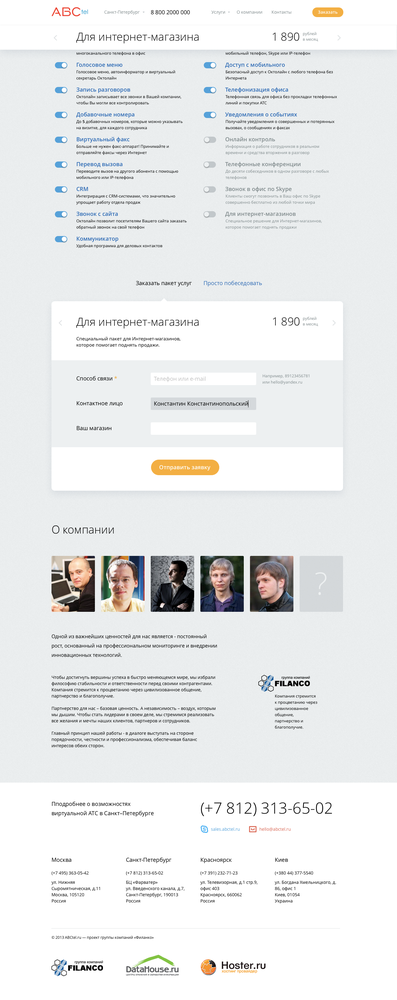 ABCtel
Санкт-Петербург
8 800 2000 000
Услуги
О компании
Контакты
Заказать
Для интернет-магазина
1 890 рублей
в месяц
многоканального телефона в офис
мобильный телефон, Skype или IP телефон
Голосовое меню
Голосовое меню, автоинформатор и виртуальный
секретарь Октолайн
Доступ с мобильного
Безопасный доступ к Октолайн с любого телефона без
Интернета
Запись разговоров
Октолайн записывает все звонки в Вашей компании,
чтобы Вы могли все контролировать
Телефонизация офиса
Телефонная связь для офиса без прокладки телефонных
линий и покупки АТС.
Добавочные номера
До 8 добавочных номеров, которые можно указывать
на визитке, для каждого сотрудника
Уведомления о событиях
Получайте уведомления о совершенных и потерянных
вызовах, о сообщениях и факсах
Виртуальный факс
Больше не нужен факс аппарат! Принимайте и
отправляйте факсы через Интернет
Онлайн контроль
Информация о работе сотрудников в реальном
времени и средства вторжения в разговор
Перевод вызова
Переводите вызов на другого абонента с помощью
мобильного или IP телефона
Телефонные конференции
До десяти собеседников в одном разговоре с любых
телефонов
CRM
Интеграция с CRM-системами, что значительно
упрощает работу отдела продаж
Звонок в офис по Skype
Клиенты смогут позвонить в Ваш офис по Skype
совершенно бесплатно из любой точки мира
Звонок с сайта
Октолайн позволит посетителям Вашего сайта заказать
обратный звонок на свой телефон
Для интернет-магазинов
Специальное решение для Интернет-магазинов,
которое помогает поднять продажи.
Коммуникатор
Удобная программа для деловых контактов
Заказать пакет услуг
Просто побеседовать
Для интернет-магазина
1 890 рублей
в месяц
Специальный пакет для Интернет-магазинов,
которое поможет поднять продажи.
Способ связи *
Телефон или e-mail
Например, 89123456781
или hello@yandex.ru
Контактное лицо
Константин Константинопольский
Ваш магазин
Отправить заявку
О компании
?
Одной из важнейших ценностей для нас является - постоянный
рост, основанный на профессиональном мониторинге и внедрении
инновационных технологий.
Чтобы достигнуть вершины успеха в быстро меняющемся мире, мы избрали
философию стабильности и ответственности перед своими контрагентами.
Компания стремится к процветанию через цивилизованное общение,
партнерство и благополучие.
Партнерство для нас – базовая ценность. А независимость – воздух, которым
мы дышим. Чтобы стать лидерами в своем деле, мы стремимся реализовать
все желания и мечты наших клиентов, партнеров и сотрудников.
Главный принцип нашей работы - в диалоге выступать на стороне
порядочности, честности и профессионализма, обеспечивая баланс
интересов обеих сторон.
группа компаний
FILANCO
Компания стремится
к процветанию через
цивилизованное
общение,
партнерство и
благополучие.
Пподробнее о возможностях
виртуальной АТС в Санкт-Петербурге
(+7 812) 313-65-02
sales.abctel.ru
hello@abctel.ru
Москва
(+7 495) 363-05-42
ул. Нижняя
Сыромятническая, д.11
Москва, 105120
Россия
Санкт-Петербург
(+7 812) 313-65-02
БЦ «Фарватер»
ул. Введенского канала, д.7,
Санкт-Петербург, 190013
Россия
Красноярск
(+7 391) 232-71-23
ул. Телевизорная, д.1 стр.9,
офис 403
Красноярск, 660062
Россия
Киев
(+380 44) 377-5540
ул. Богдана Хмельницкого, д.
86, офис 1
Киев, 01054
Украина
© 2013 ABCtel.ru — проект группы компаний «Филанко»
группа компаний
FILANCO
DataHouse.ru
Hoster.ru